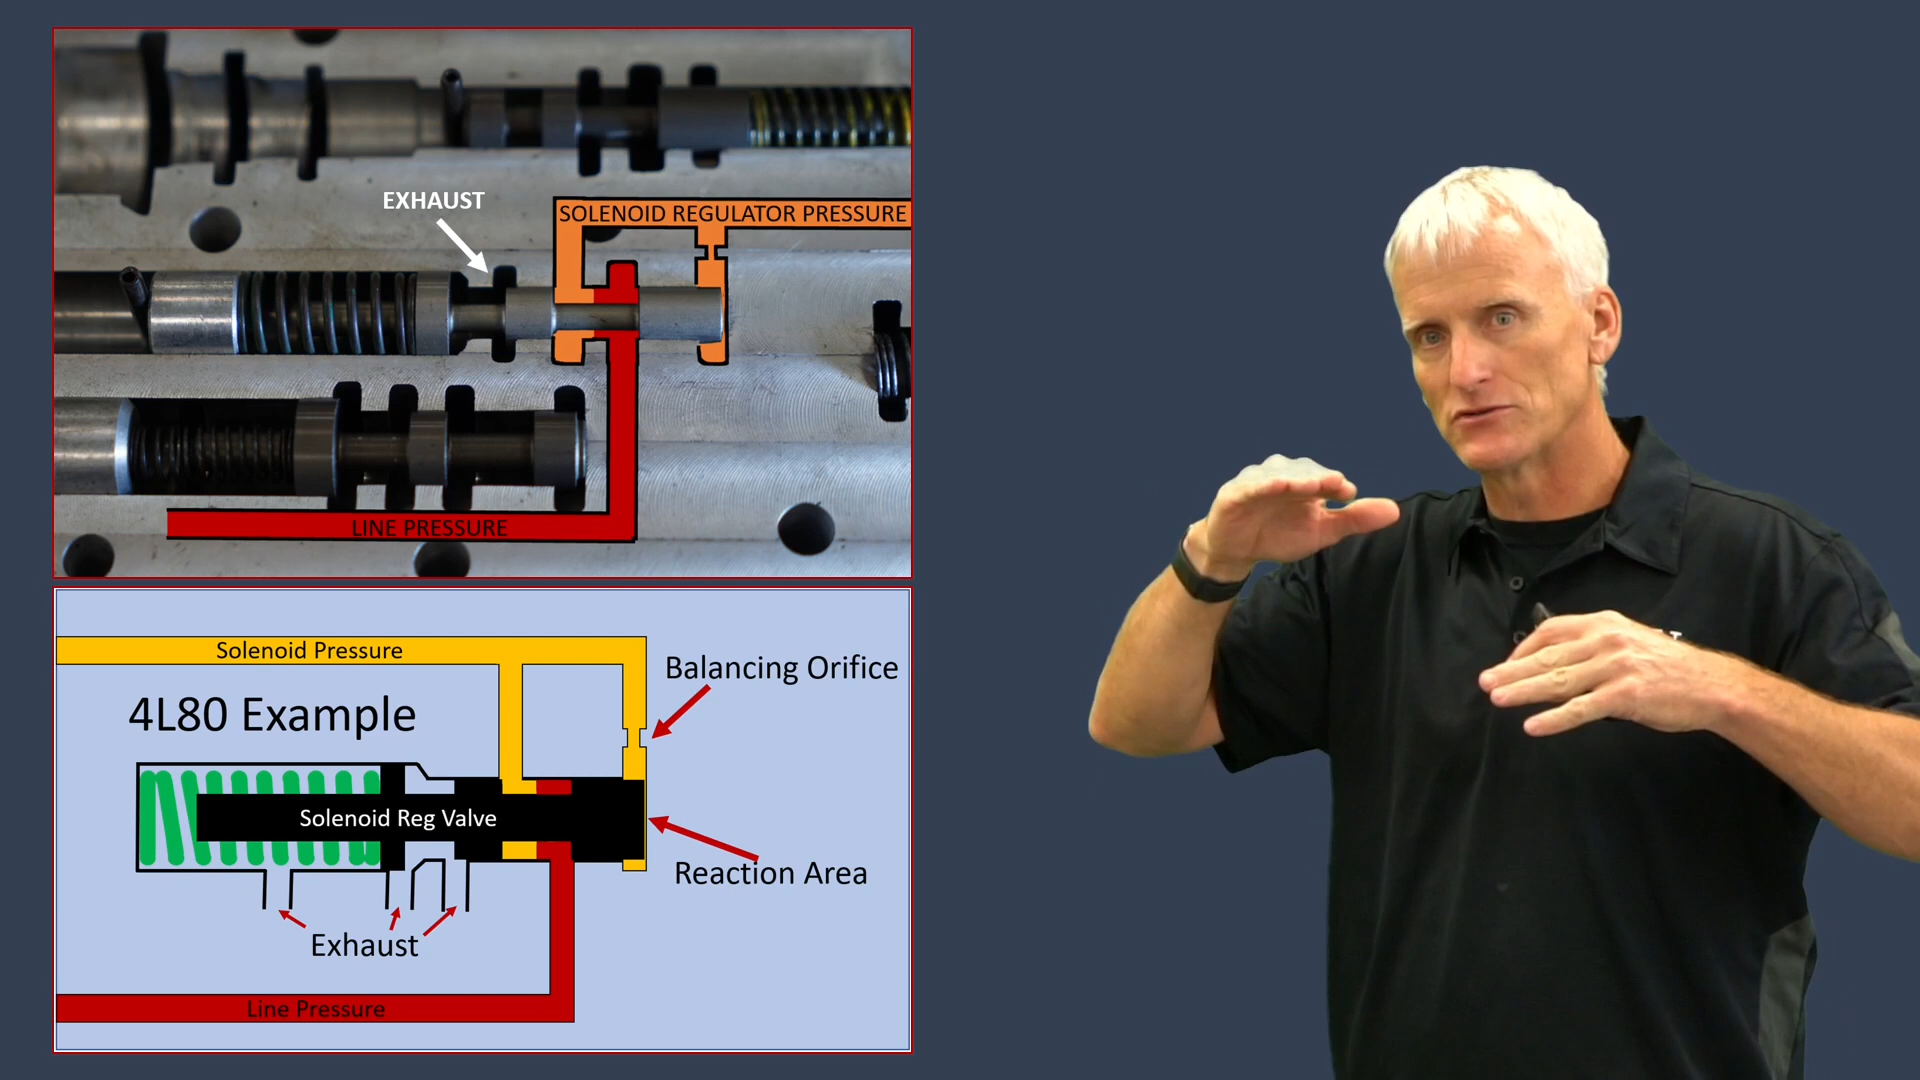 EXHAUST
SOLENOID REGULATOR PRESSURE
LINE PRESSURE
Solenoid Pressure
Balancing Orifice
4L80 Example
Solenoid Reg Valve
Reaction Area
Exhaust
Line Pressure